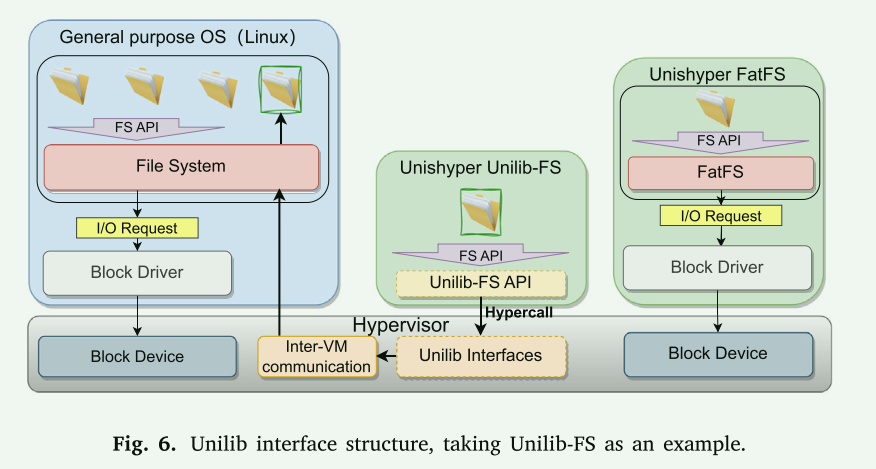 General purpose OS (Linux)
FS API
File System
I/O Request
Block Driver
Unishyper Unilib-FS
FS API
Unilib-FS API
Hypercall
Unishyper FatFS
FS API
FatFS
I/O Request
Block Driver
Hypervisor
Block Device
Inter-VM
communication
Unilib Interfaces
Block Device
Fig. 6. Unilib interface structure, taking Unilib-FS as an example.